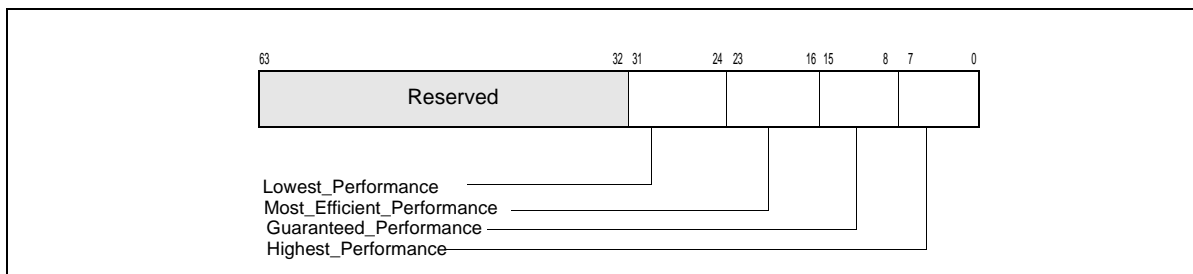 63 32 31 24 23 16 15 8 7 0
Reserved
Lowest_Performance
Most_Efficient_Performance
Guaranteed_Performance
Highest_Performance